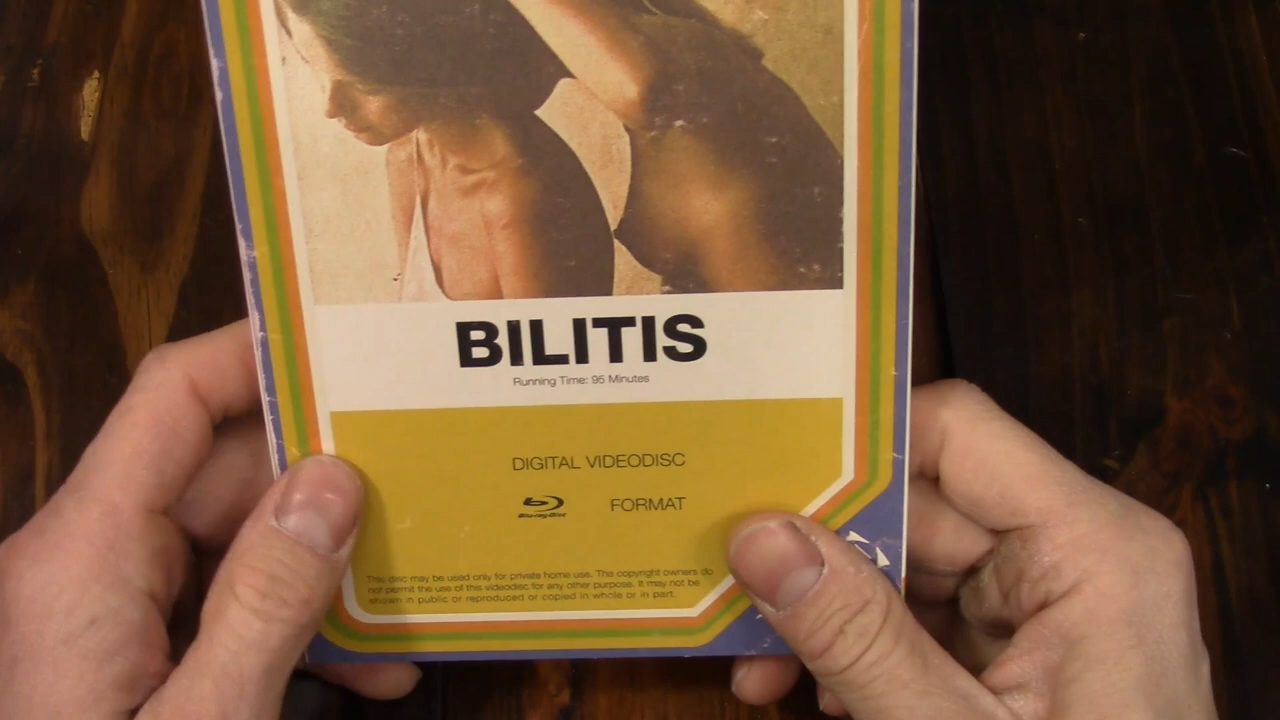 BILITIS
Running Time: 95 Minutes
DIGITAL VIDEODISC
Blu-ray Disc FORMAT
This disc may be used only for private home use. The copyright owners do
not permit the use of this videodisc for any other purpose. It may not be
shown in public or reproduced or copied in whole or in part.